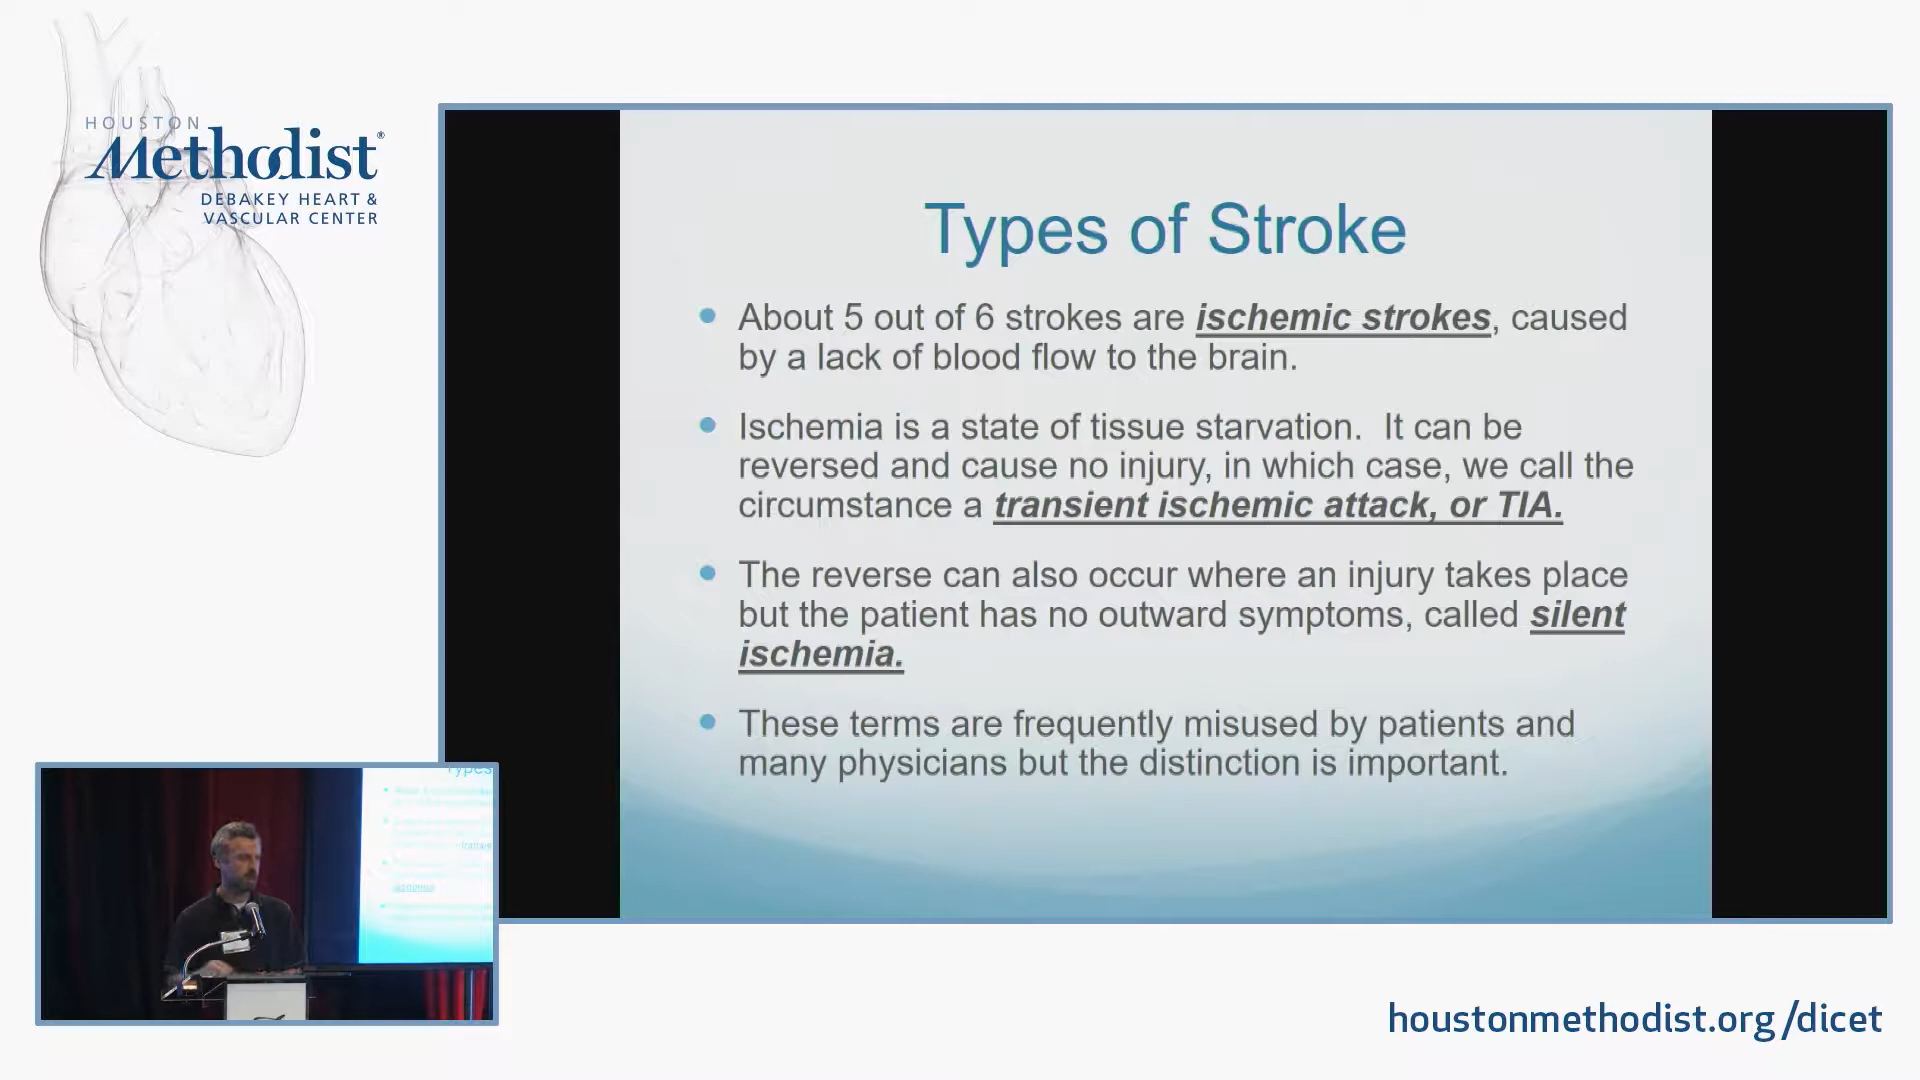 HOUSTON
Methodist®
DEBAKEY HEART &
VASCULAR CENTER
Types of Stroke
• About 5 out of 6 strokes are ischemic strokes, caused
by a lack of blood flow to the brain.
• Ischemia is a state of tissue starvation. It can be
reversed and cause no injury, in which case, we call the
circumstance a transient ischemic attack, or TIA.
• The reverse can also occur where an injury takes place
but the patient has no outward symptoms, called silent
ischemia.
• These terms are frequently misused by patients and
many physicians but the distinction is important.
Types
houstonmethodist.org/dicet